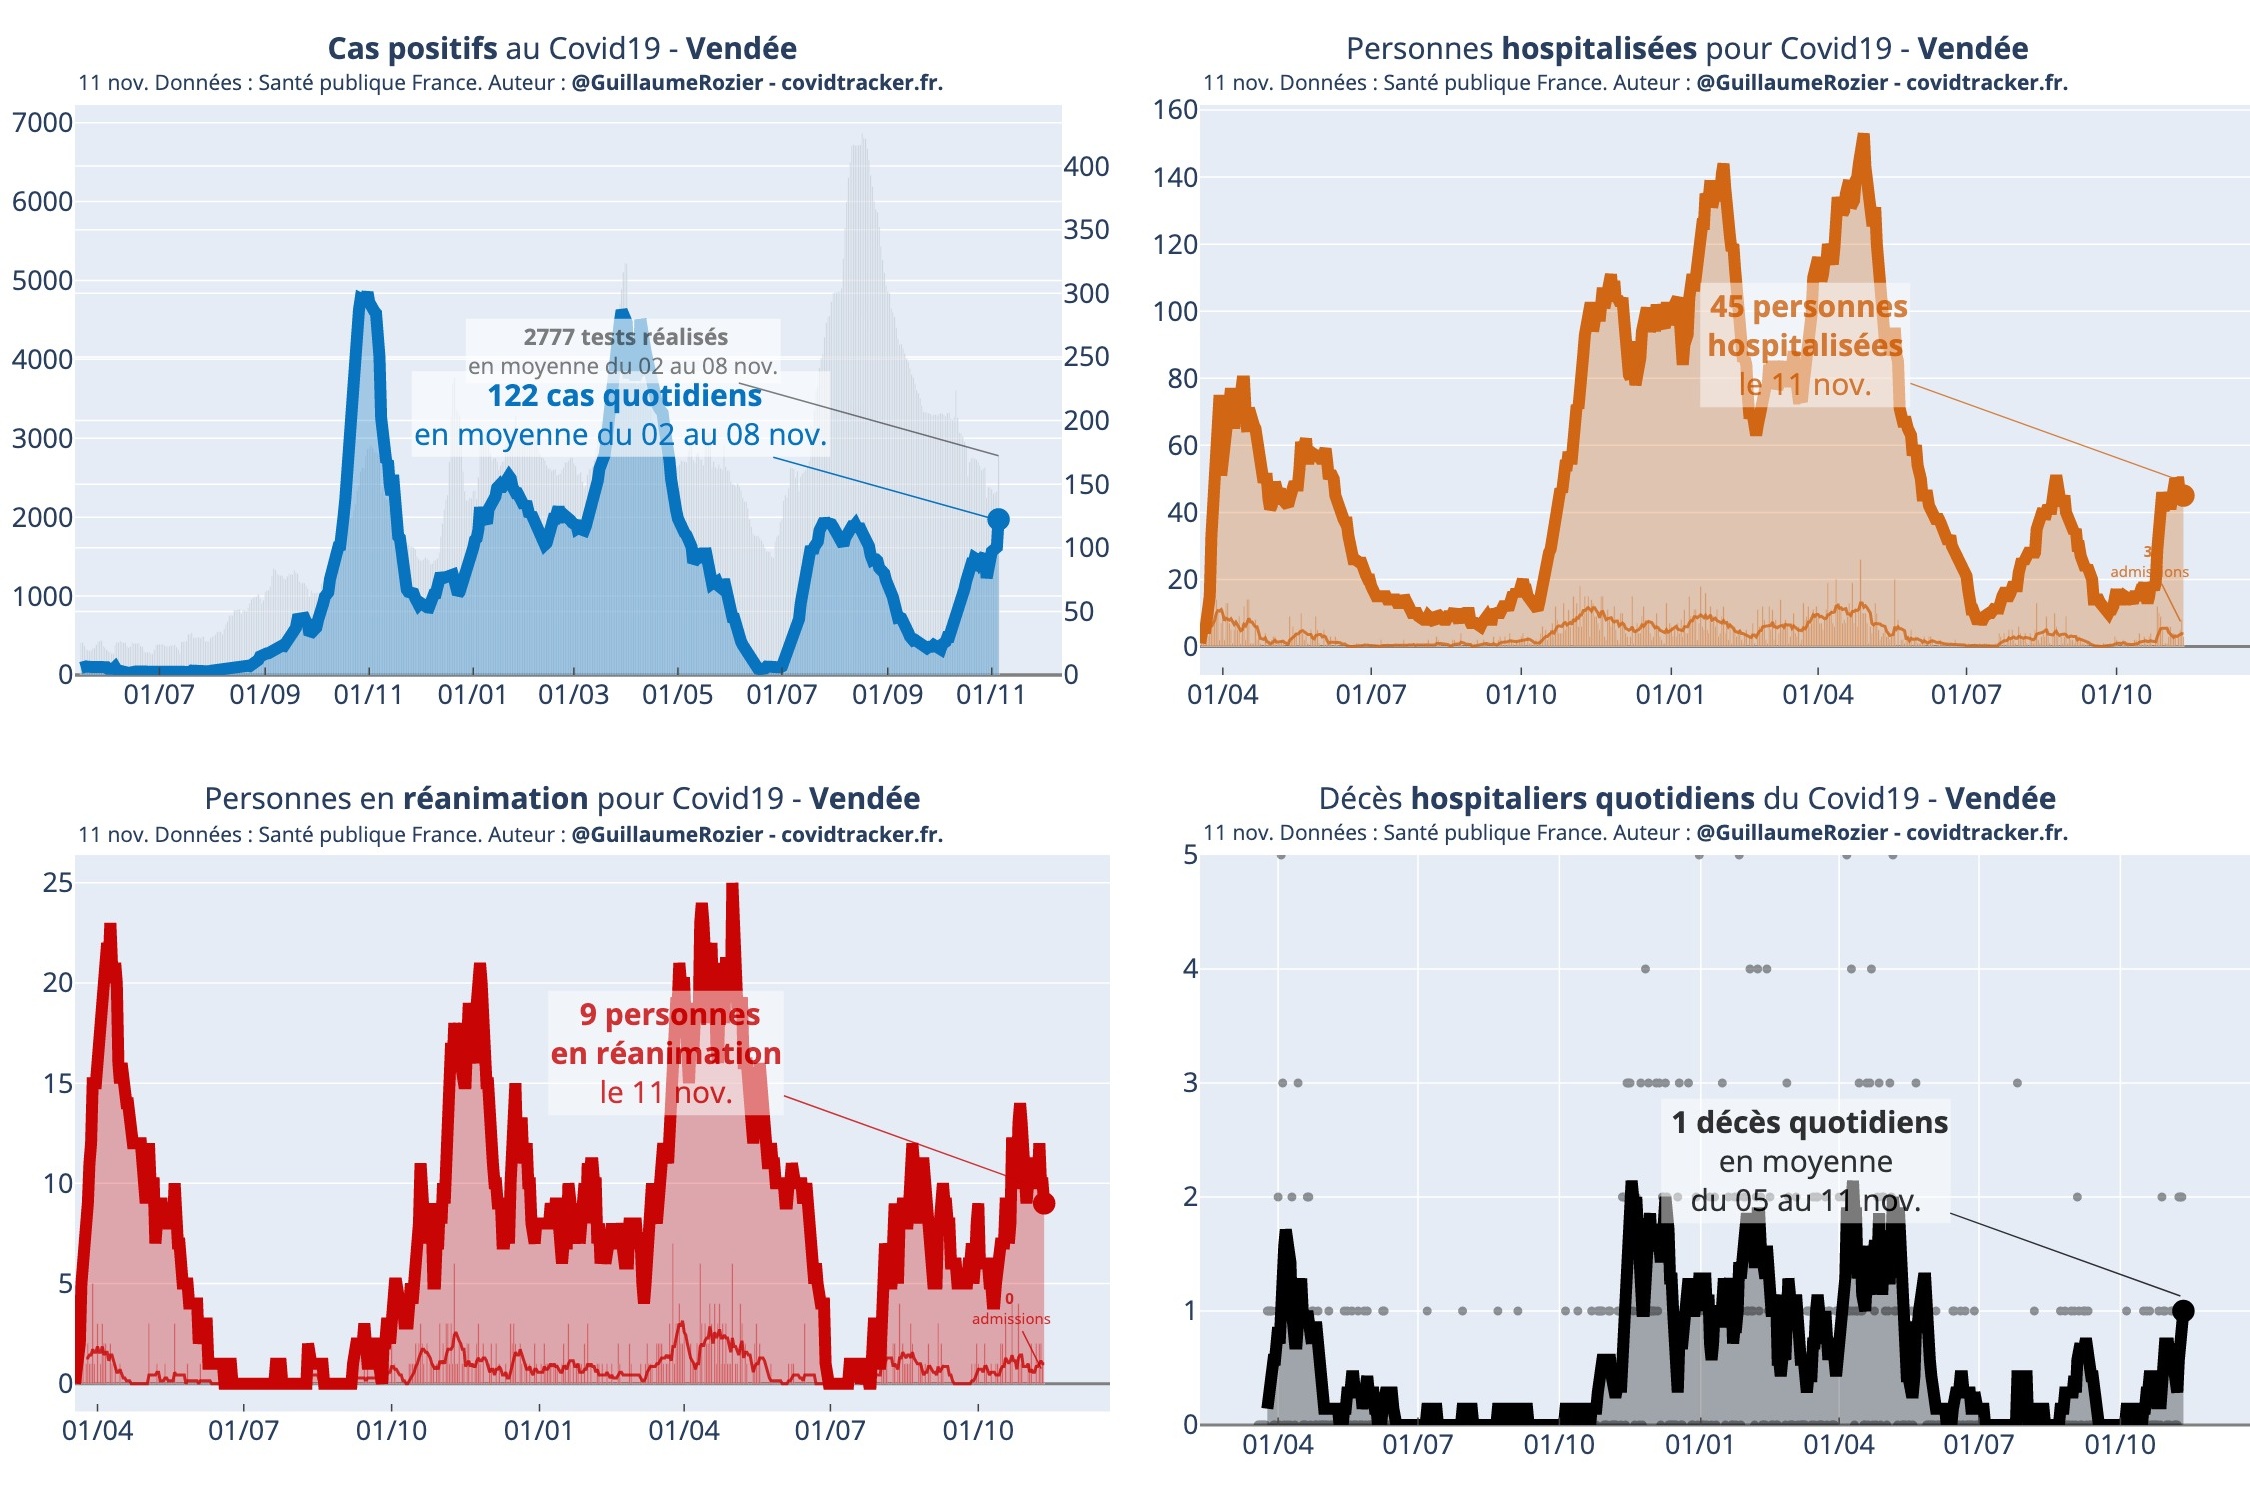 Cas positifs au Covid19 - Vendée
11 nov. Données : Santé publique France. Auteur : @GuillaumeRozier - covidtracker.fr.
7000
6000
5000
4000
3000
2000
1000
0
400
350
300
250
200
150
100
50
0
2777 tests réalisés
en moyenne du 02 au 08 nov.
122 cas quotidiens
en moyenne du 02 au 08 nov.
01/07 01/09 01/11 01/01 01/03 01/05 01/07 01/09 01/11
Personnes hospitalisées pour Covid19 - Vendée
11 nov. Données : Santé publique France. Auteur : @GuillaumeRozier - covidtracker.fr.
160
140
120
100
80
60
40
20
0
45 personnes
hospitalisées
le 11 nov.
3
admissions
01/04 01/07 01/10 01/01 01/04 01/07 01/10
Personnes en réanimation pour Covid19 - Vendée
11 nov. Données : Santé publique France. Auteur : @GuillaumeRozier - covidtracker.fr.
25
20
15
10
5
0
9 personnes
en réanimation
le 11 nov.
0
admissions
01/04 01/07 01/10 01/01 01/04 01/07 01/10
Décès hospitaliers quotidiens du Covid19 - Vendée
11 nov. Données : Santé publique France. Auteur : @GuillaumeRozier - covidtracker.fr.
5
4
3
2
1
0
1 décès quotidiens
en moyenne
du 05 au 11 nov.
01/04 01/07 01/10 01/01 01/04 01/07 01/10